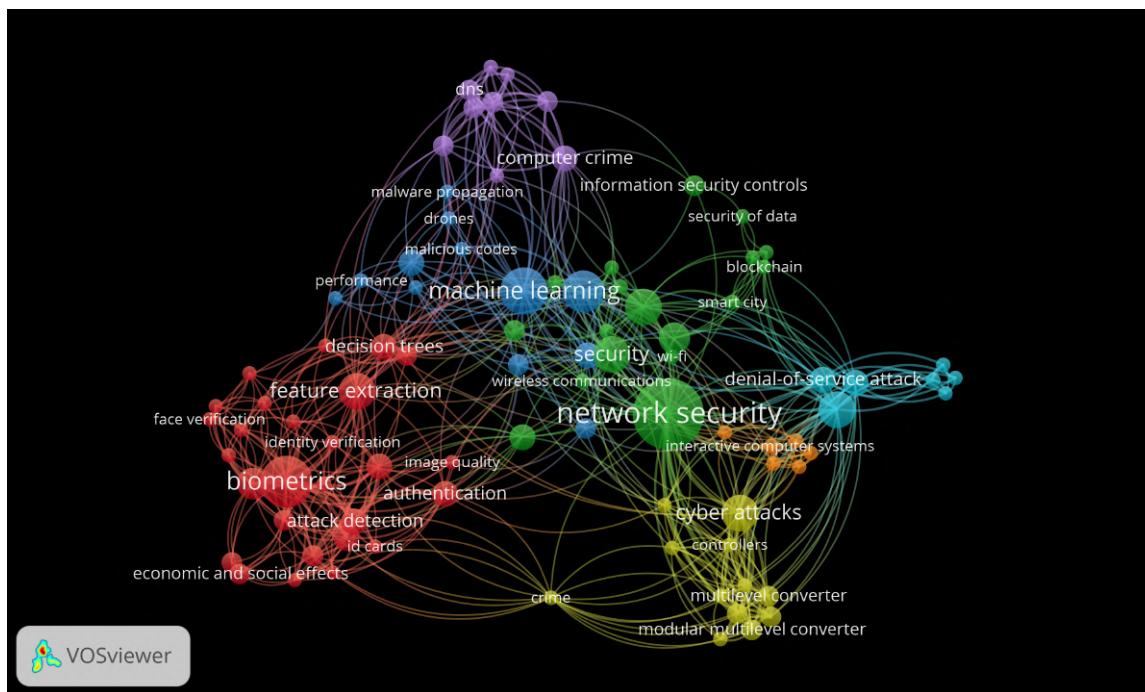 dns
computer crime
information security controls
malware propagation
security of data
drones
malicious codes
blockchain
performance
machine learning
smart city
decision trees
security
wi-fi
wireless communications
denial-of-service attack
feature extraction
network security
face verification
identity verification
interactive computer systems
image quality
biometrics
authentication
cyber attacks
attack detection
id cards
controllers
economic and social effects
crime
multilevel converter
modular multilevel converter
VOSviewer